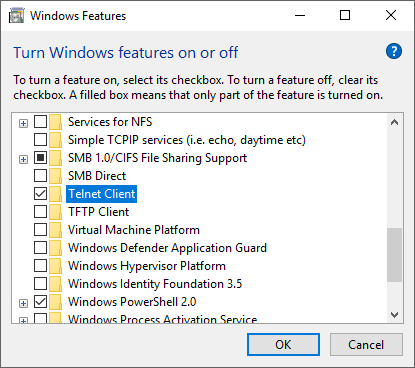 Windows Features
Turn Windows features on or off
?
To turn a feature on, select its checkbox. To turn a feature off, clear its
checkbox. A filled box means that only part of the feature is turned on.
Services for NFS
Simple TCPIP services (i.e. echo, daytime etc)
SMB 1.0/CIFS File Sharing Support
SMB Direct
Telnet Client
TFTP Client
Virtual Machine Platform
Windows Defender Application Guard
Windows Hypervisor Platform
Windows Identity Foundation 3.5
Windows PowerShell 2.0
Windows Process Activation Service
OK
Cancel